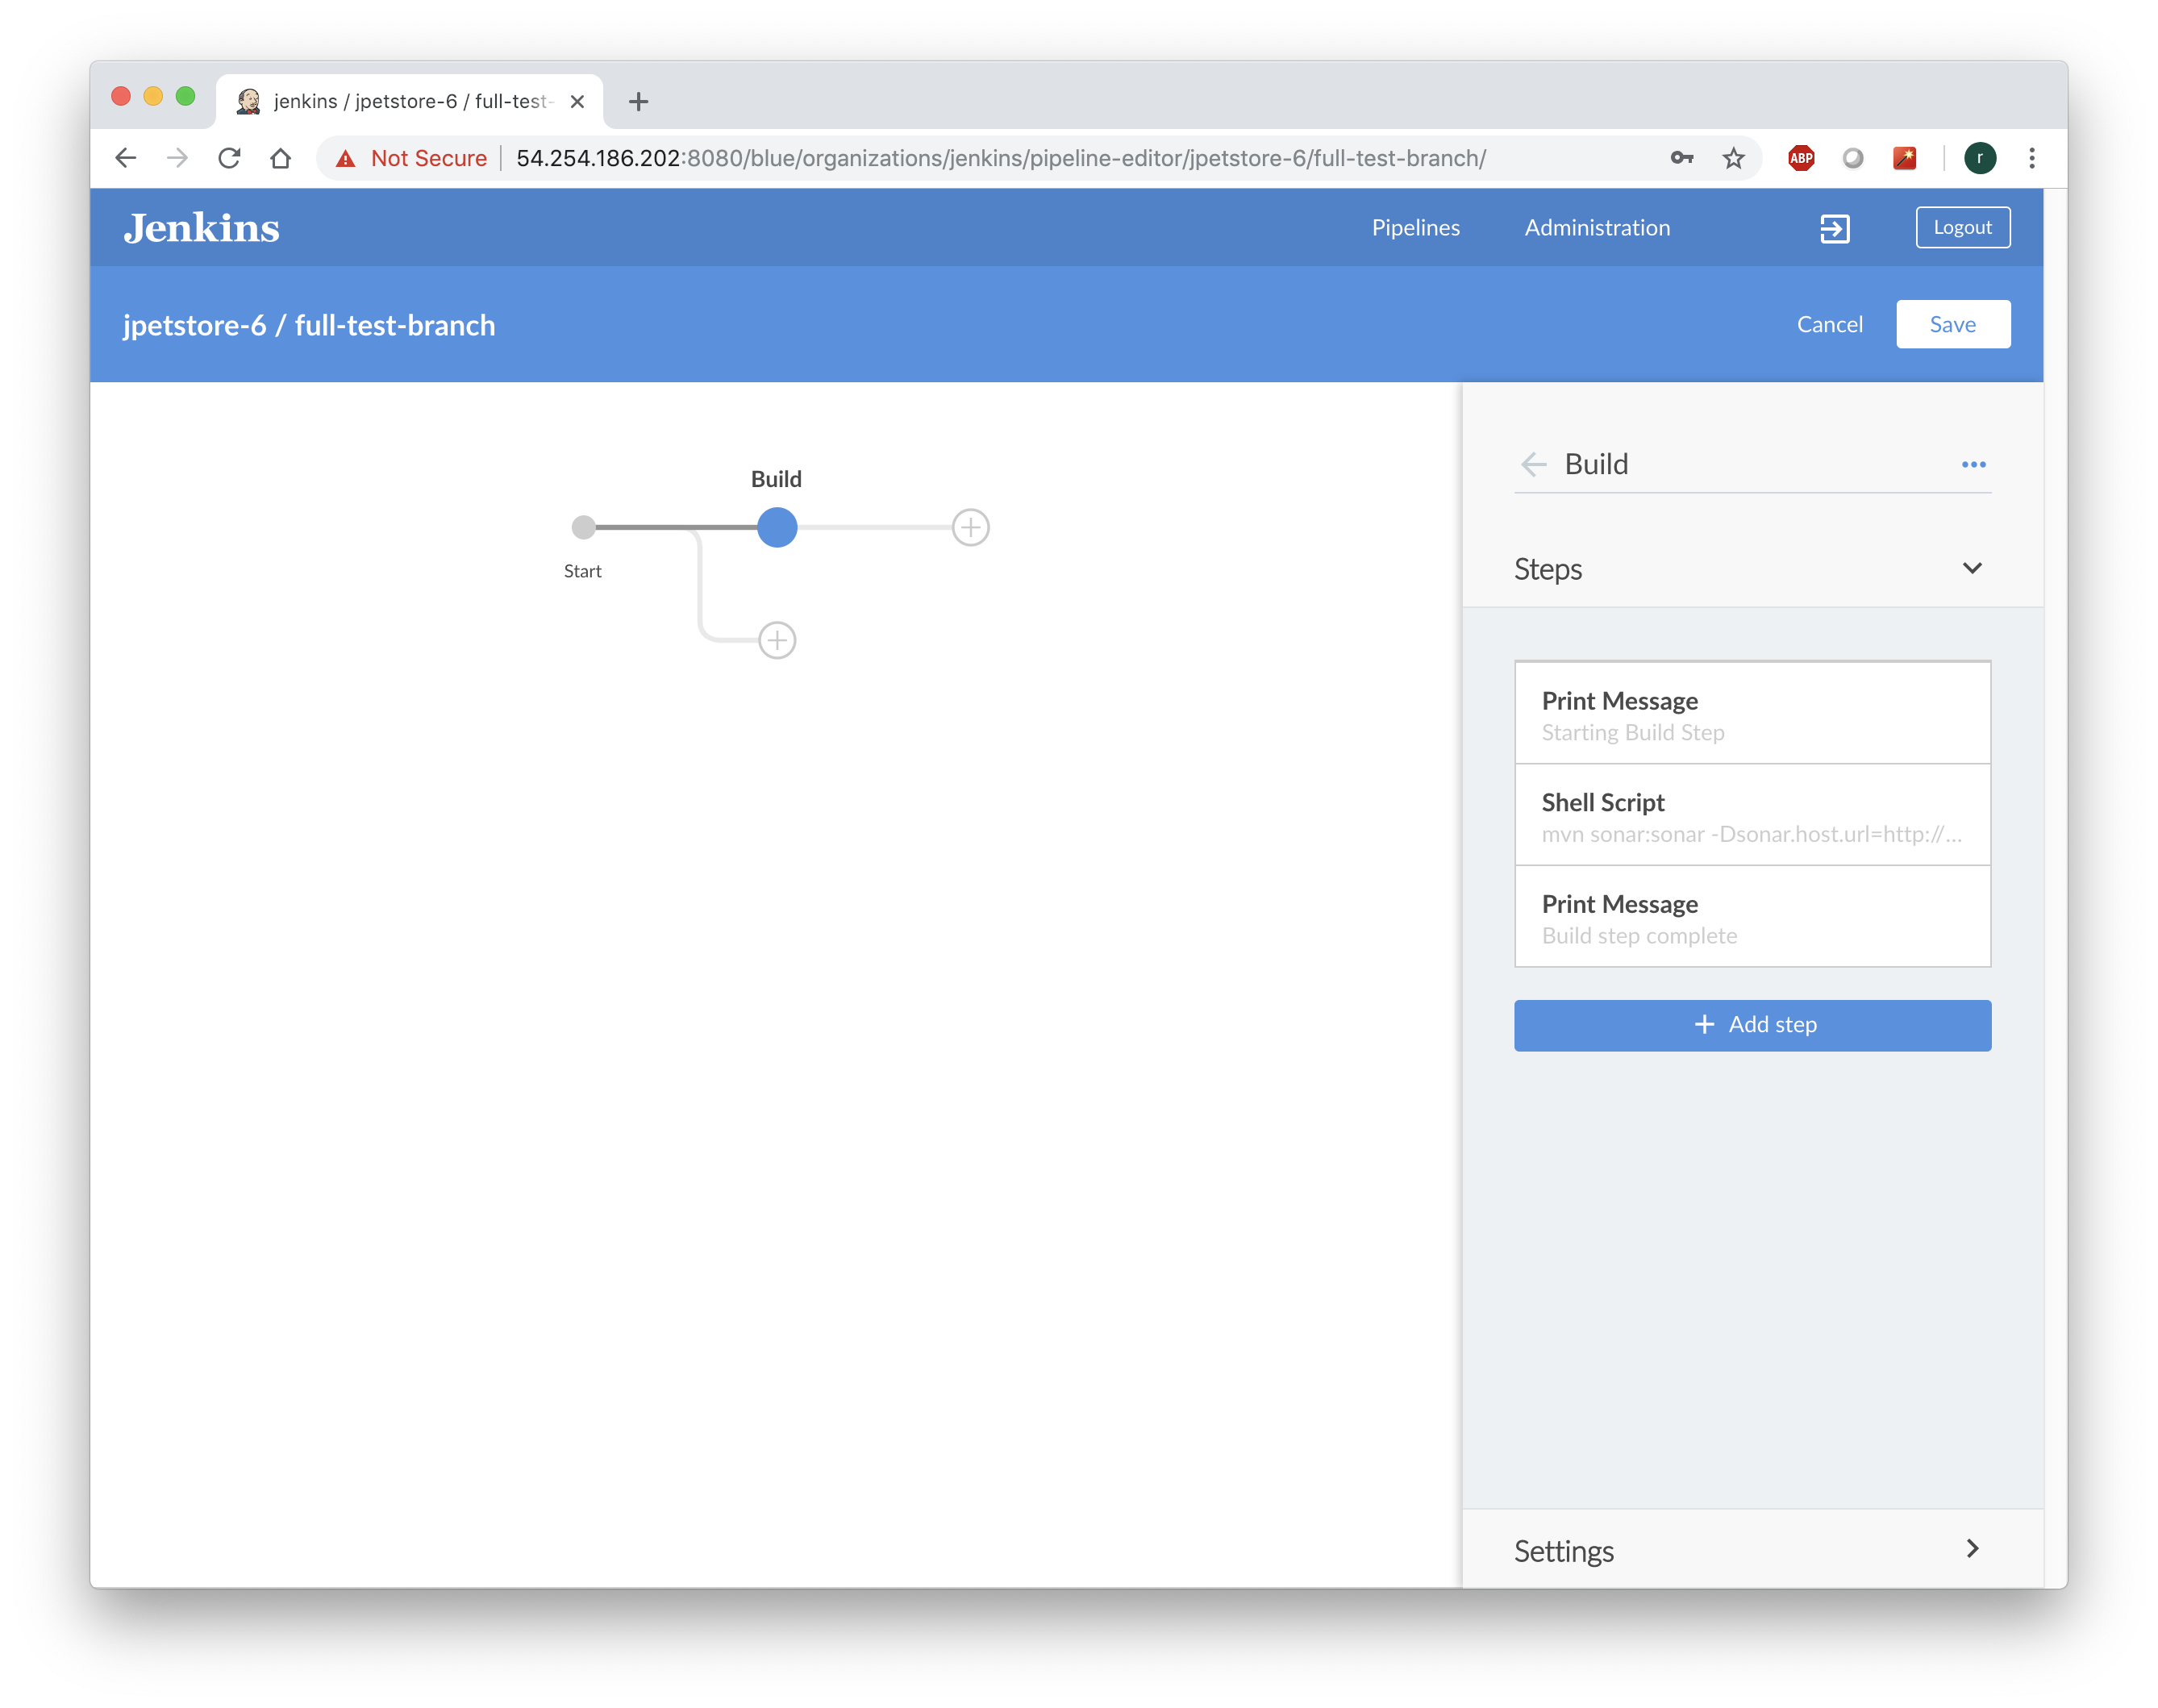 jenkins / jpetstore-6 / full-test-
Not Secure 54.254.186.202:8080/blue/organizations/jenkins/pipeline-editor/jpetstore-6/full-test-branch/
ABP
r
Jenkins
Pipelines
Administration
Logout
jpetstore-6 / full-test-branch
Cancel
Save
Build
Start
Build
Steps
Print Message
Starting Build Step
Shell Script
mvn sonar:sonar -Dsonar.host.url=http://...
Print Message
Build step complete
Add step
Settings